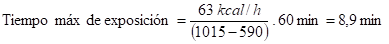 Tiempo máx de exposición = 63 kcal/h / (1015−590) . 60 min = 8,9 min